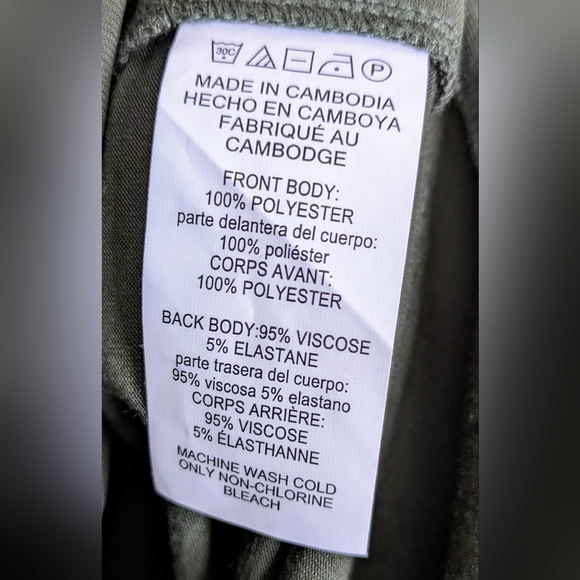 30C P
MADE IN CAMBODIA
HECHO EN CAMBOYA
FABRIQUÉ AU
CAMBODGE
FRONT BODY:
100% POLYESTER
parte delantera del cuerpo:
100% poliéster
CORPS AVANT:
100% POLYESTER
BACK BODY:95% VISCOSE
5% ELASTANE
parte trasera del cuerpo:
95% viscosa 5% elastano
CORPS ARRIÈRE:
95% VISCOSE
5% ÉLASTHANNE
MACHINE WASH COLD
ONLY NON-CHLORINE
BLEACH